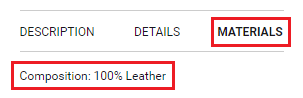 DESCRIPTION DETAILS MATERIALS
Composition: 100% Leather